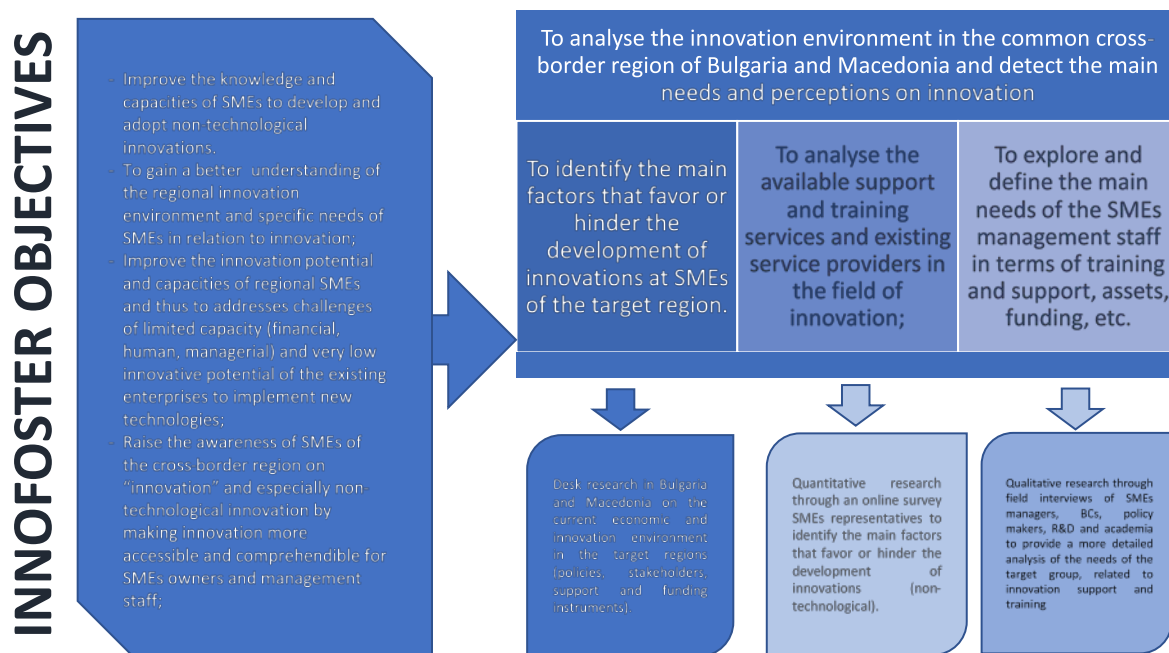 INNOFOSTER OBJECTIVES
- Improve the knowledge and
capacities of SMEs to develop and
adopt non-technological
innovations.
- To gain a better understanding of
the regional innovation
environment and specific needs of
SMEs in relation to innovation;
- Improve the innovation potential
and capacities of regional SMEs
and thus to addresses challenges
of limited capacity (financial,
human, managerial) and very low
innovative potential of the existing
enterprises to implement new
technologies;
- Raise the awareness of SMEs of
the cross border region on
“innovation” and especially non-
technological innovation by
making innovation more
accessible and comprehendible for
SMEs owners and management
staff;
To analyse the innovation environment in the common cross-
border region of Bulgaria and Macedonia and detect the main
needs and perceptions on innovation
To identify the main
factors that favor or
hinder the
development of
innovations at SMEs
of the target region.
To analyse the
available support
and training
services and existing
service providers in
the field of
innovation;
To explore and
define the main
needs of the SMEs
management staff
in terms of training
and support, assets,
funding, etc.
Desk research in Bulgaria
and Macedonia on the
current economic and
innovation environment
in the target regions
(policies, stakeholders,
support and funding
instruments).
Quantitative research
through an online survey
SMEs representatives to
identify the main factors
that favor or hinder the
development of
innovations (non-
technological).
Qualitative research through
field interviews of SMEs
managers, BCs, policy
makers, R&D and academia
to provide a more detailed
analysis of the needs of the
target group, related to
innovation support and
training